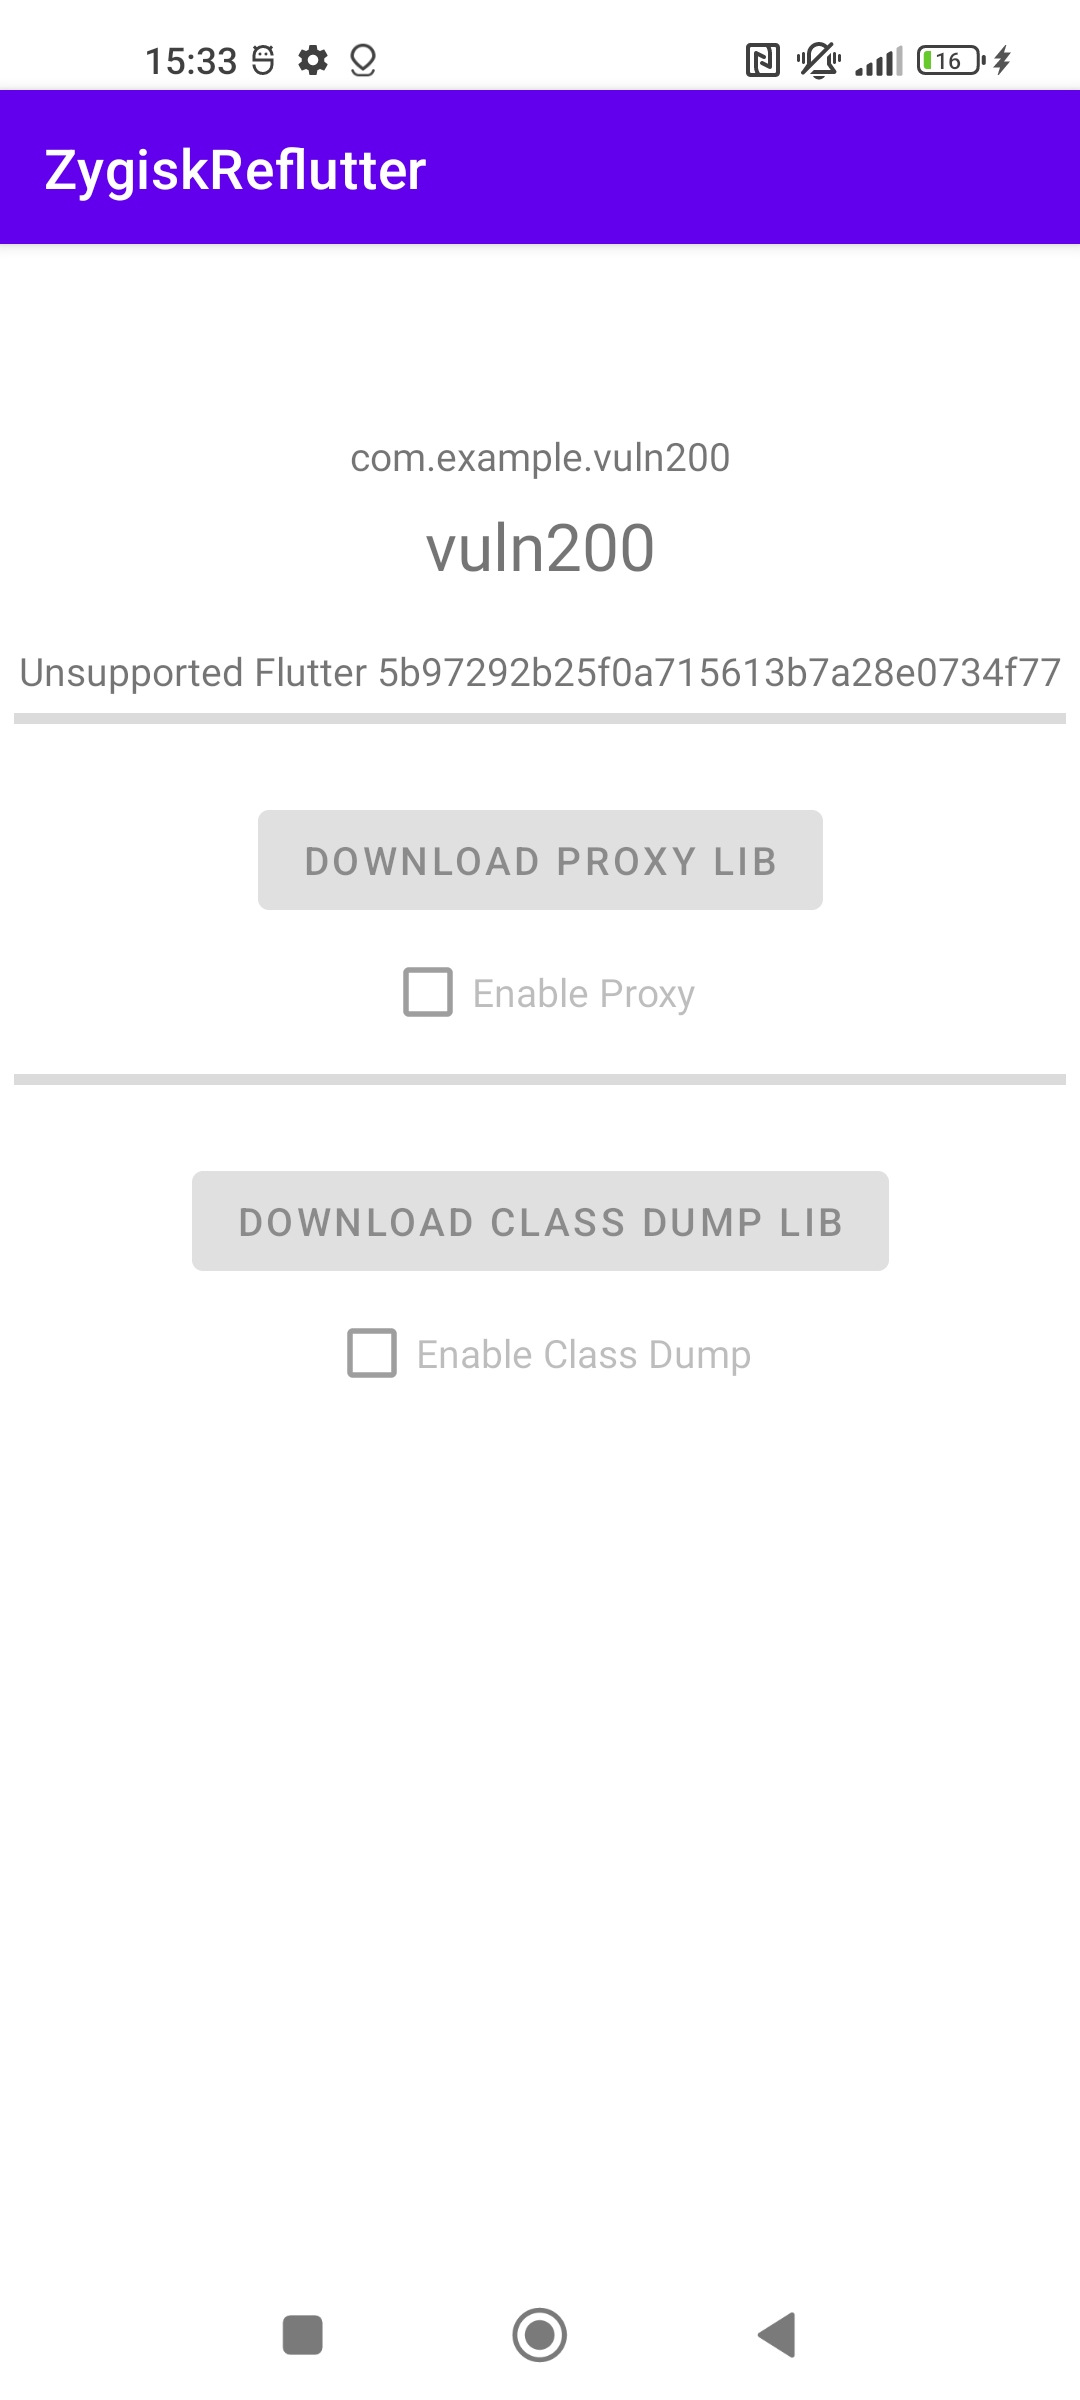 15:33
16
ZygiskReflutter
com.example.vuln200
vuln200
Unsupported Flutter 5b97292b25f0a715613b7a28e0734f77
DOWNLOAD PROXY LIB
Enable Proxy
DOWNLOAD CLASS DUMP LIB
Enable Class Dump